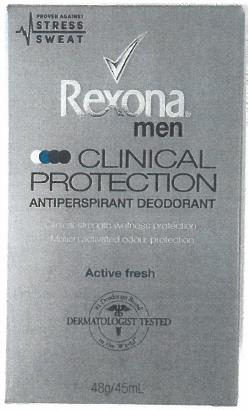 PROVEN AGAINST
STRESS
SWEAT
Rexona
men
CLINICAL
PROTECTION
ANTIPERSPIRANT DEODORANT
Clinical strength wetness protection
Motion activated odour protection
Active fresh
#1 Deodorant Brand
DERMATOLOGIST TESTED
in the World
48g/45mL